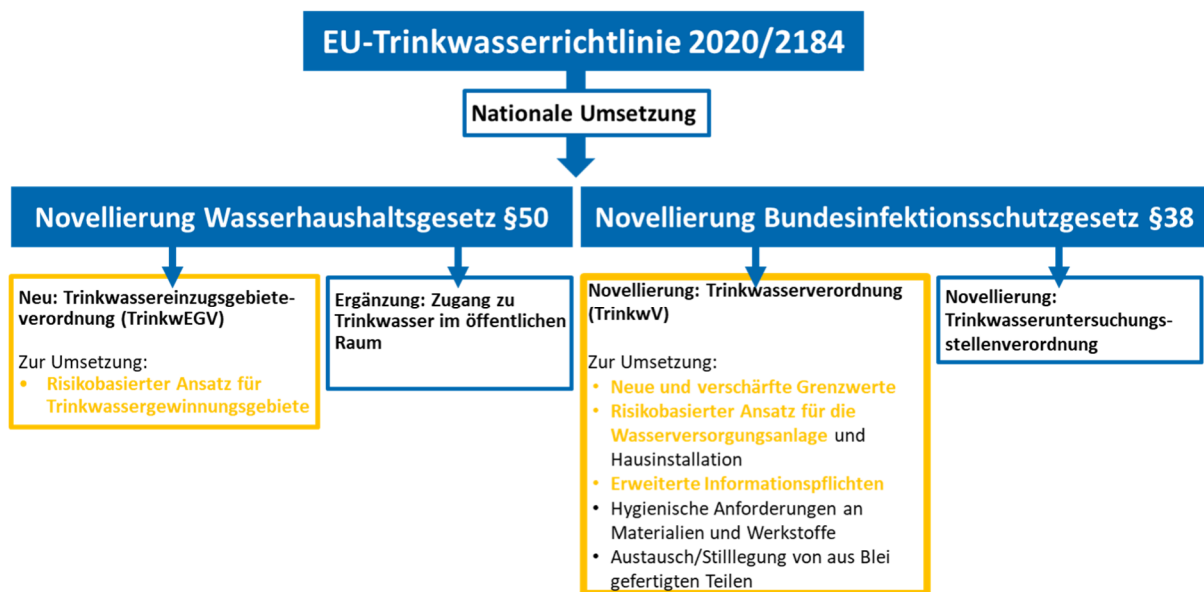 EU-Trinkwasserrichtlinie 2020/2184
Nationale Umsetzung
Novellierung Wasserhaushaltsgesetz §50
Neu: Trinkwassereinzugsgebiete-
verordnung (TrinkwEGV)
Zur Umsetzung:
• Risikobasierter Ansatz für
Trinkwassergewinnungsgebiete
Ergänzung: Zugang zu
Trinkwasser im öffentlichen
Raum
Novellierung Bundesinfektionsschutzgesetz §38
Novellierung: Trinkwasserverordnung
(TrinkwV)
Zur Umsetzung:
• Neue und verschärfte Grenzwerte
• Risikobasierter Ansatz für die
Wasserversorgungsanlage und
Hausinstallation
• Erweiterte Informationspflichten
• Hygienische Anforderungen an
Materialien und Werkstoffe
• Austausch/Stilllegung von aus Blei
gefertigten Teilen
Novellierung:
Trinkwasseruntersuchungs-
stellenverordnung